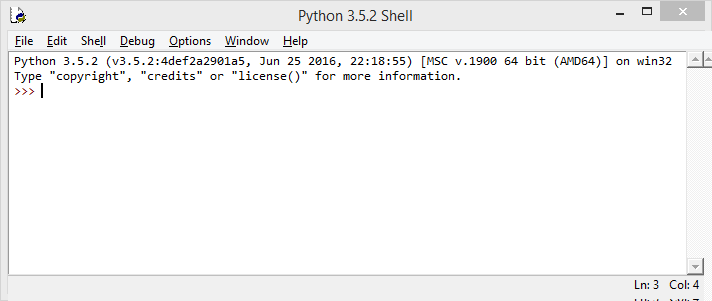 Python 3.5.2 Shell
File Edit Shell Debug Options Window Help
Python 3.5.2 (v3.5.2:4def2a2901a5, Jun 25 2016, 22:18:55) [MSC v.1900 64 bit (AMD64)] on win32
Type "copyright", "credits" or "license()" for more information.
>>>
Ln: 3 Col: 4